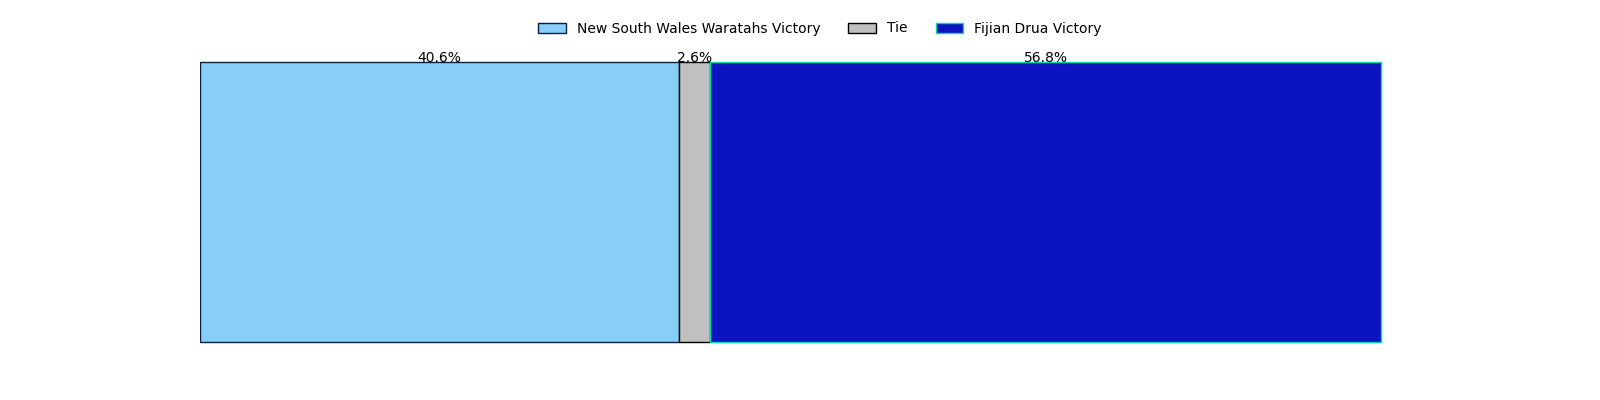 New South Wales Waratahs Victory Tie Fijian Drua Victory
40.6% 2.6% 56.8%